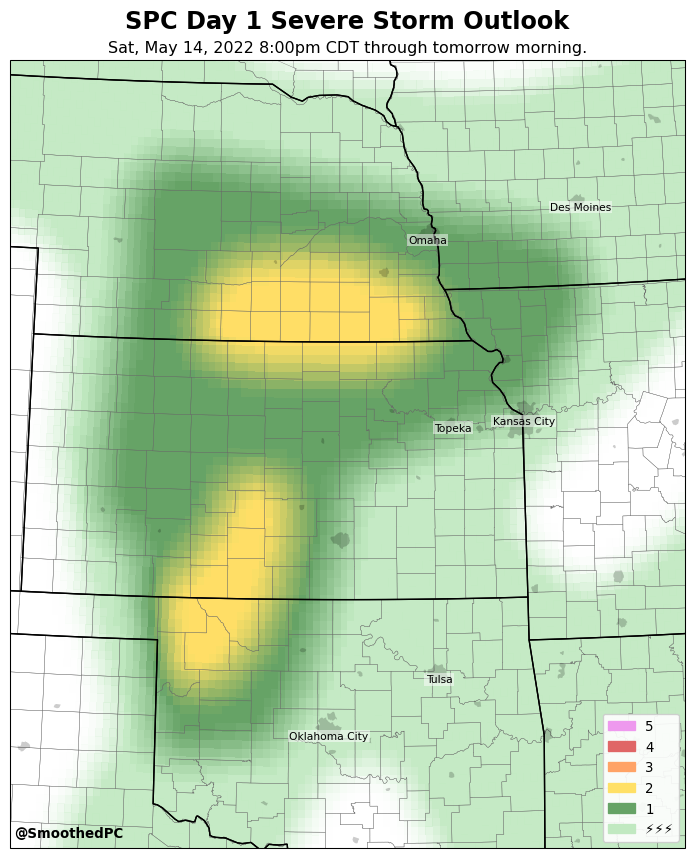 SPC Day 1 Severe Storm Outlook
Sat, May 14, 2022 8:00pm CDT through tomorrow morning.
Des Moines
Omaha
Kansas City
Topeka
Tulsa
Oklahoma City
5
4
3
2
1
⚡⚡⚡
@SmoothedPC